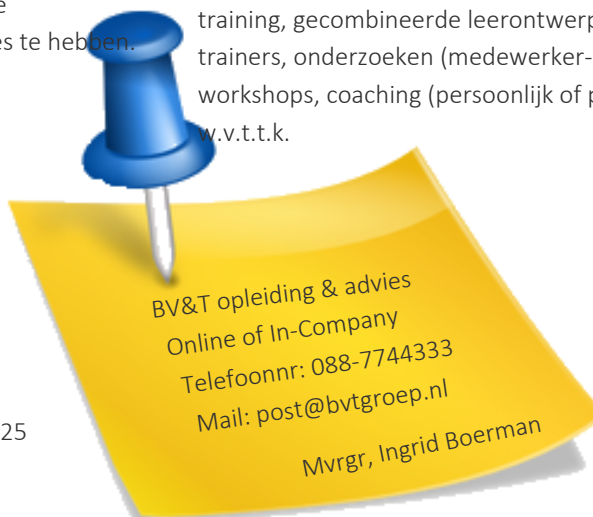 e
es te hebben.
25
training, gecombineerde leerontwerp
trainers, onderzoeken (medewerker-
workshops, coaching (persoonlijk of p
w.v.t.t.k.
BV&T opleiding & advies
Online of In-Company
Telefoonnr: 088-7744333
Mail: post@bvtgroep.nl
Mvrgr, Ingrid Boerman